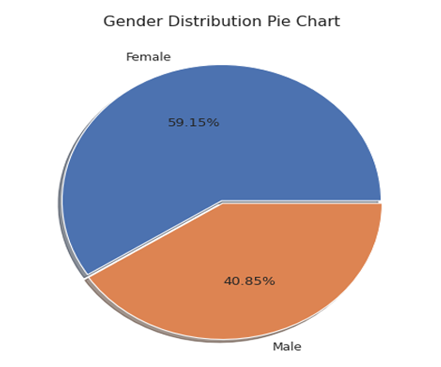 Gender Distribution Pie Chart
Female
59.15%
40.85%
Male